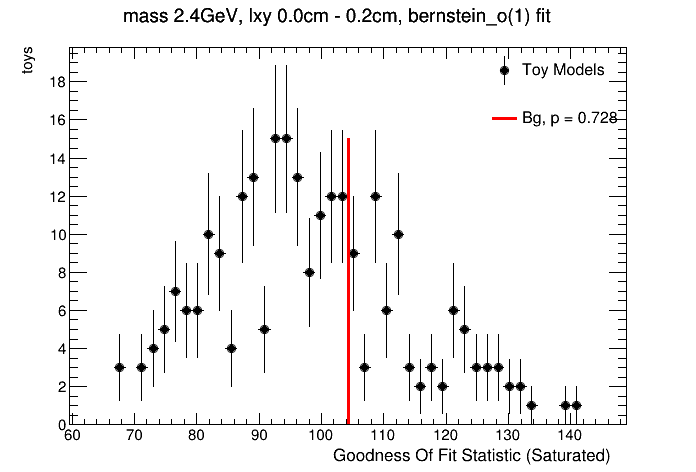 mass 2.4GeV, lxy 0.0cm - 0.2cm, bernstein_o(1) fit
toys
Toy Models
Bg, p = 0.728
18
16
14
12
10
8
6
4
2
0
60 70 80 90 100 110 120 130 140
Goodness Of Fit Statistic (Saturated)